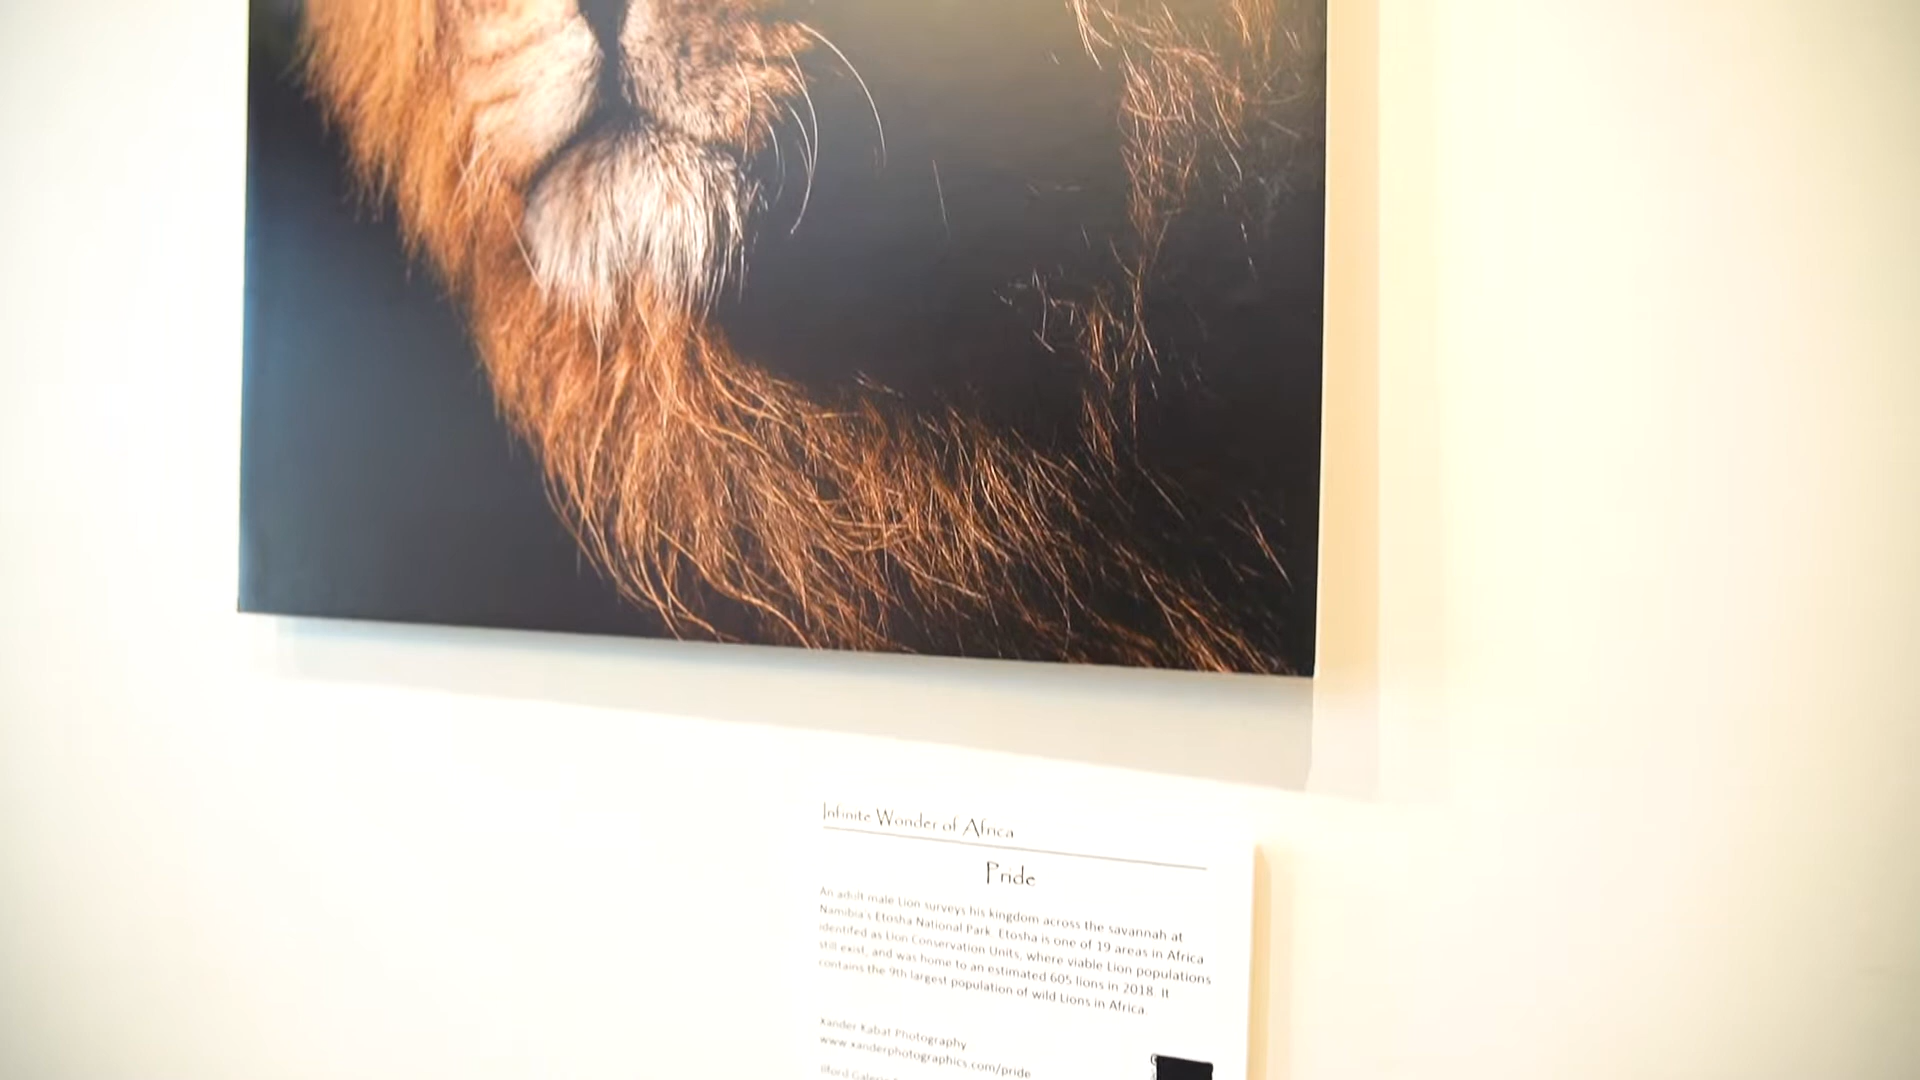 Infinite Wonder of Africa
Pride
An adult male Lion surveys his kingdom across the savannah at
Namibia's Etosha National Park. Etosha is one of 19 areas in Africa
identifed as Lion Conservation Units, where viable Lion populations
still exist, and was home to an estimated 605 lions in 2018. It
contains the 9th largest population of wild Lions in Africa.
Xander Kabat Photography
www.xanderphotographics.com/pride